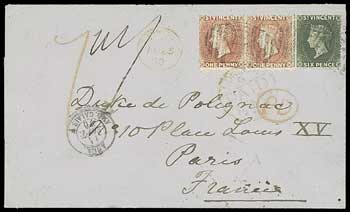 ST VINCENT ST VINCENT ST VINCENT
ONE PENNY ONE PENNY SIX PENCE
Duke de Polignac
10 Place Louis XV
Paris
France